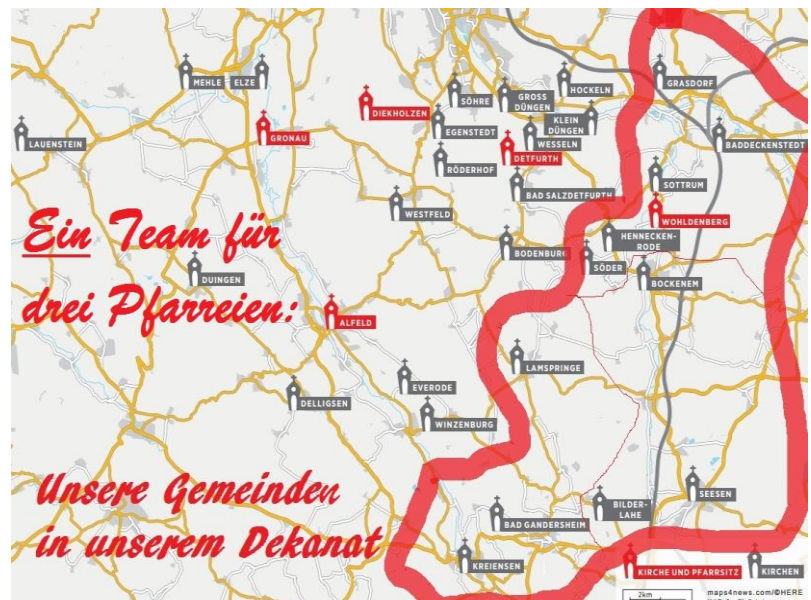 MEHLE
ELZE
LAUENSTEIN
GRONAU
DIEKHOLZEN
SÖHRE
EGENSTEDT
RÖDERHOF
GROSS
DÜNGEN
HOCKELN
KLEIN
DÜNGEN
WESSELN
DETFURTH
BAD SALZDETFURTH
GRASDORF
BADDECKENSTEDT
SOTTRUM
WOHLDENBERG
WESTFELD
BODENBURG
HENNECKEN-
RODE
SÖDER
BOCKENEM
Ein Team für
drei Pfarreien:
DUINGEN
ALFELD
LAMSPRINGE
EVERODE
DELLIGSEN
WINZENBURG
Unsere Gemeinden
in unserem Dekanat
SEESEN
BILDER-
LAHE
BAD GANDERSHEIM
KREIENSEN
KIRCHE UND PFARRSITZ
KIRCHEN
2km
maps4news.com/©HERE